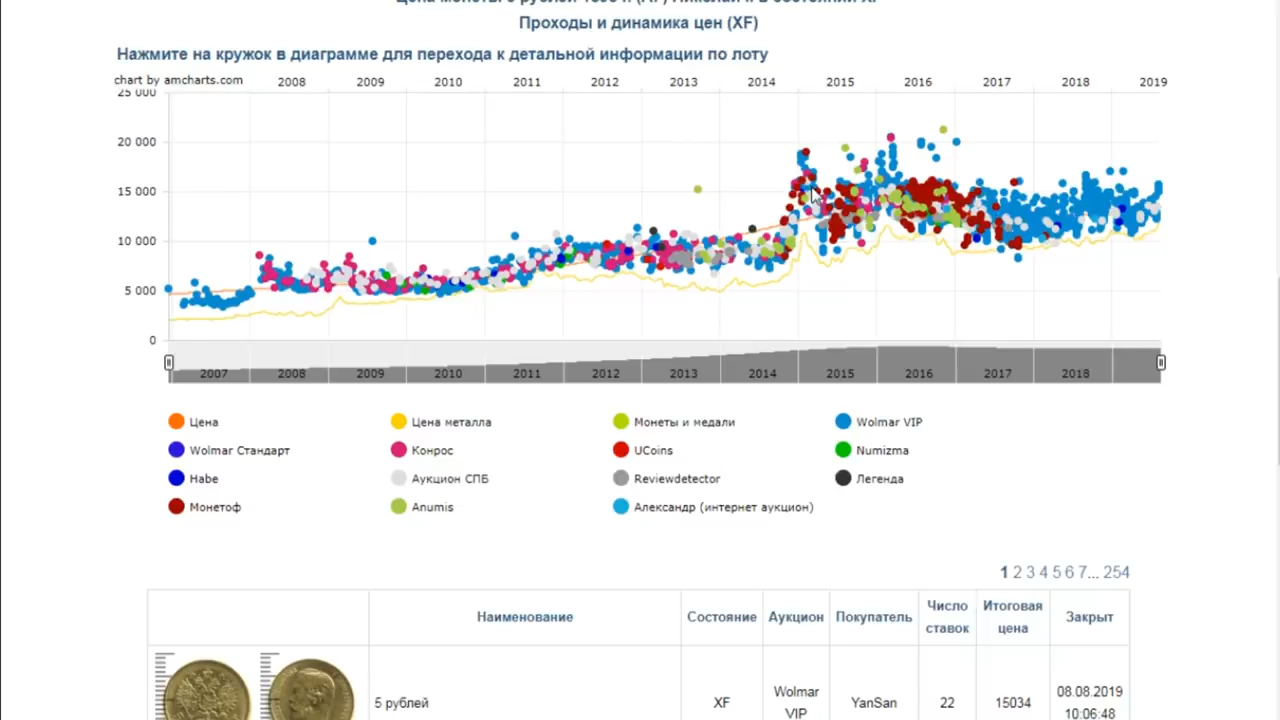 Проходы и динамика цен (XF)
Нажмите на кружок в диаграмме для перехода к детальной информации по лоту
chart by amcharts.com
2008 2009 2010 2011 2012 2013 2014 2015 2016 2017 2018 2019
25 000
20 000
15 000
10 000
5 000
0
2007 2008 2009 2010 2011 2012 2013 2014 2015 2016 2017 2018
Цена Цена металла Монеты и медали Wolmar VIP
Wolmar Стандарт Конрос UCoins Numizma
Habe Аукцион СПБ Reviewdetector Легенда
Монетоф Anumis Александр (интернет аукцион)
1 2 3 4 5 6 7... 254
Наименование Состояние Аукцион Покупатель Число ставок Итоговая цена Закрыт
5 рублей XF Wolmar VIP YanSan 22 15034 08.08.2019 10:06:48